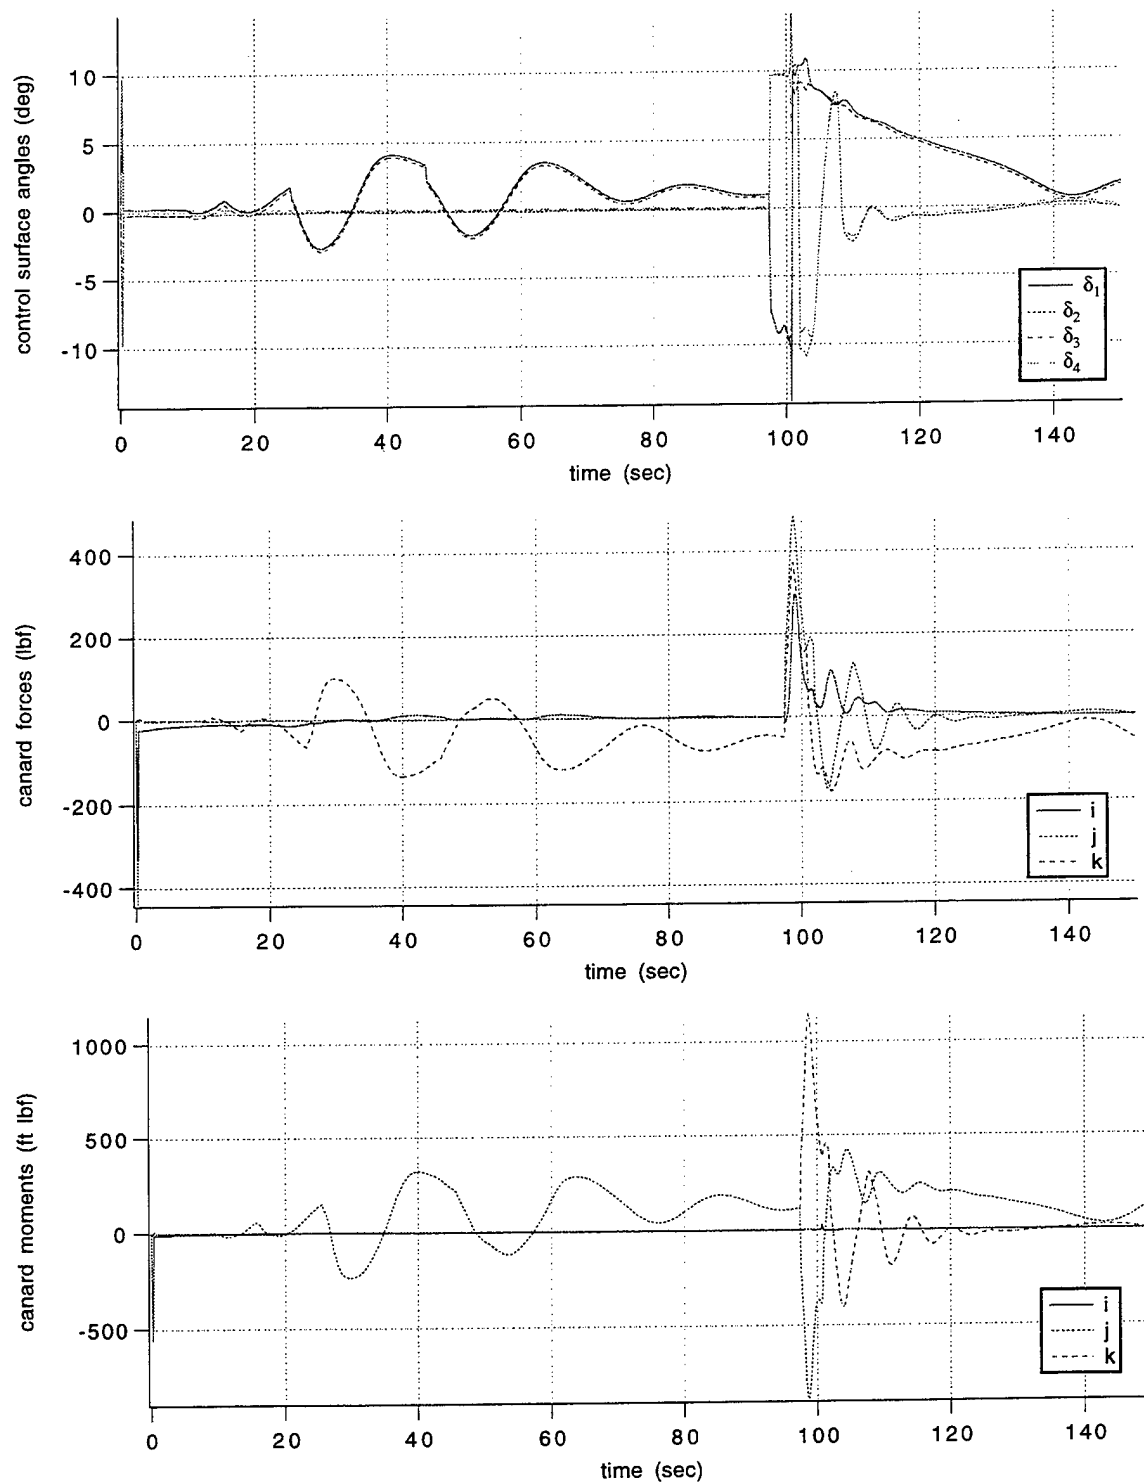 control surface angles (deg)
10
5
0
-5
-10
δ1
δ2
δ3
δ4
0 20 40 60 80 100 120 140
time (sec)
canard forces (lbf)
400
200
0
-200
-400
i
j
k
0 20 40 60 80 100 120 140
time (sec)
canard moments (ft lbf)
1000
500
0
-500
i
j
k
0 20 40 60 80 100 120 140
time (sec)